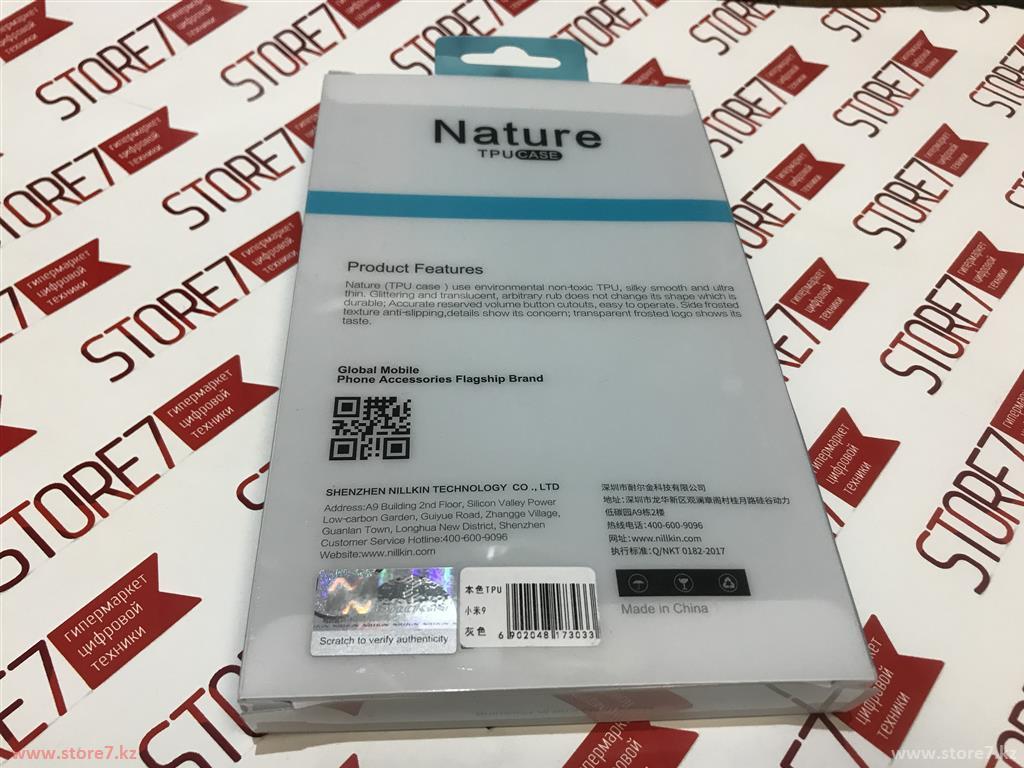 Nature
TPU CASE
Product Features
Nature (TPU case ) use environmental non-toxic TPU, silky smooth and ultra
thin. Glittering and translucent, arbitrary rub does not change its shape which is
durable; Accurate reserved volume button cutouts, easy to operate. Side frosted
texture anti-slipping,details show its concern; transparent frosted logo shows its
taste.
Global Mobile
Phone Accessories Flagship Brand
SHENZHEN NILLKIN TECHNOLOGY CO ., LTD
Address:A9 Building 2nd Floor, Silicon Valley Power
Low-carbon Garden, Guiyue Road, Zhangge Village,
Guanlan Town, Longhua New District, Shenzhen
Customer Service Hotline:400-600-9096
Website:www.nillkin.com
深圳市耐尔金科技有限公司
地址:深圳市龙华新区观澜章阁村桂月路硅谷动力
低碳园A9栋2楼
热线电话:400-600-9096
网址:www.nillkin.com
执行标准:Q/NKT 0182-2017
Made in China
Scratch to verify authenticity
本色TPU
小米9
灰色
6 902048 173033
STORE7
гипермаркет
цифровой
техники
www.store7.kz
www.store7.kz